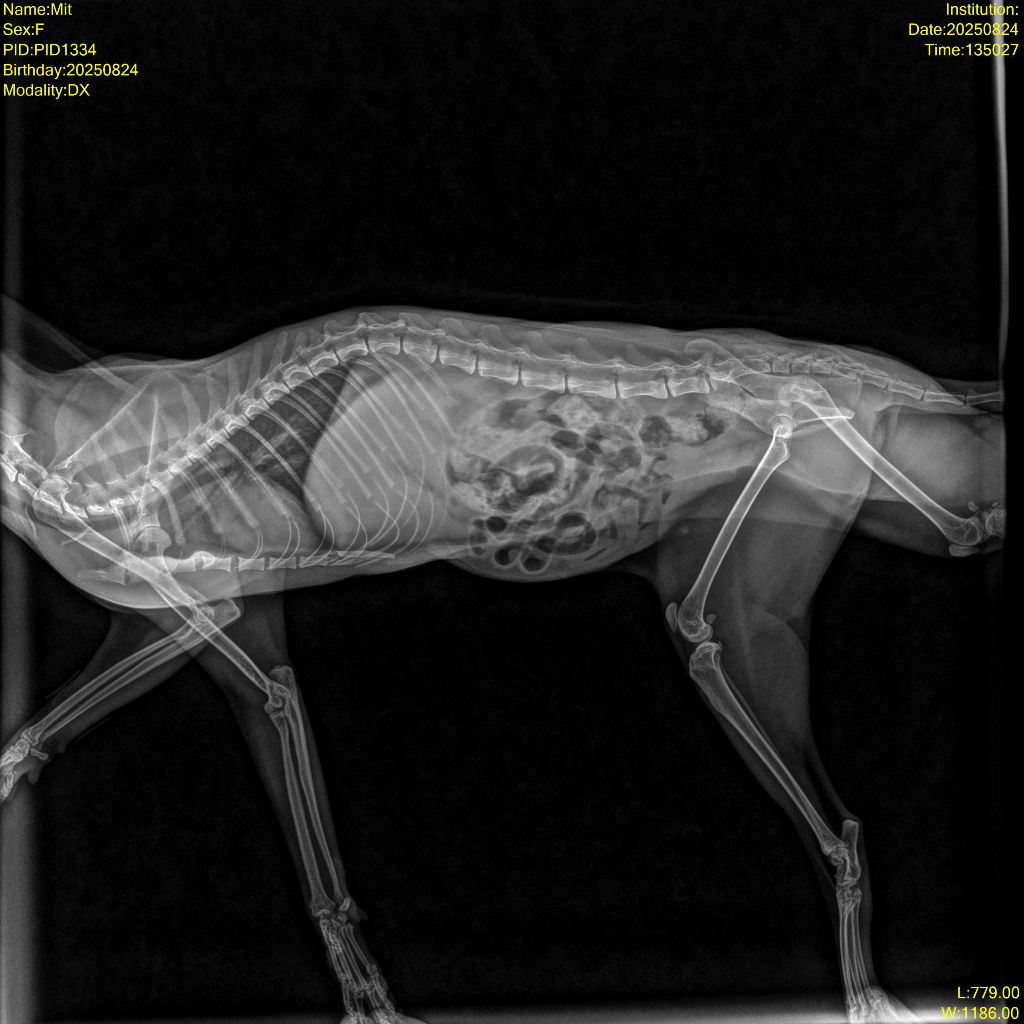 Name:Mit
Sex:F
PID:PID1334
Birthday:20250824
Modality:DX
Institution:
Date:20250824
Time:135027
L:779.00
W:1186.00